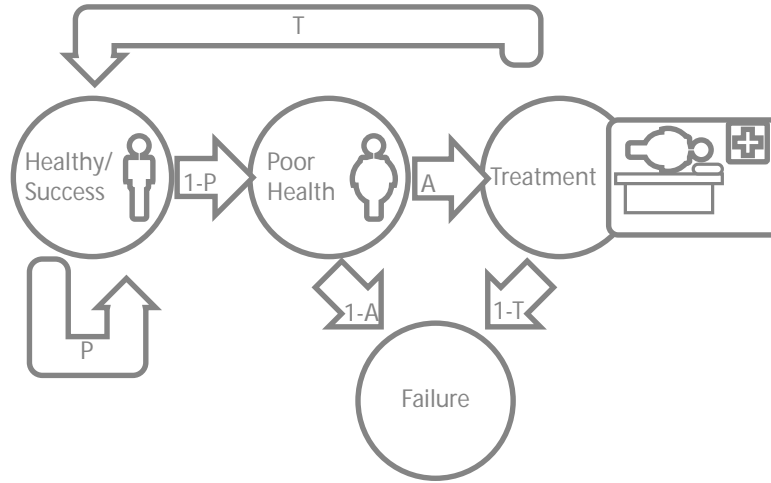 T
Healthy/
Success
1-P
Poor
Health
A
Treatment
P
1-A
1-T
Failure